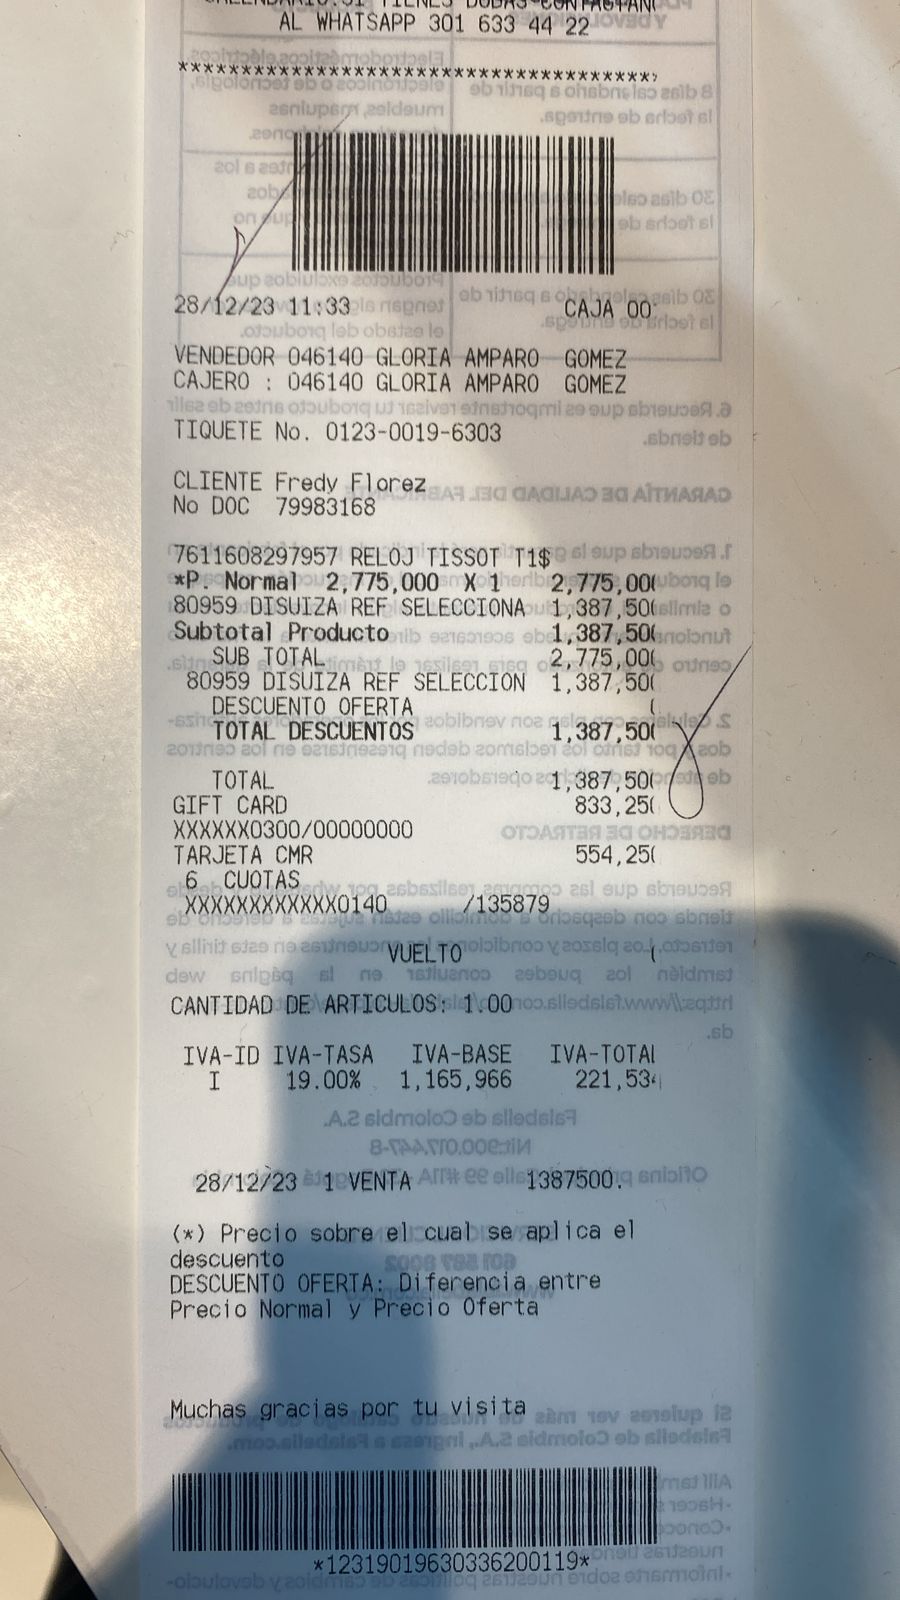 AL WHATSAPP 301 633 44 22
**************************************
28/12/23 11:33 CAJA 00
VENDEDOR 046140 GLORIA AMPARO GOMEZ
CAJERO : 046140 GLORIA AMPARO GOMEZ
TIQUETE No. 0123-0019-6303
CLIENTE Fredy Florez
No DOC 79983168
7611608297957 RELOJ TISSOT T1$
*P. Normal 2,775,000 X 1 2,775,00
80959 DISUIZA REF SELECCIONA 1,387,50
Subtotal Producto 1,387,50
SUB TOTAL 2,775,00
80959 DISUIZA REF SELECCION 1,387,50
DESCUENTO OFERTA
TOTAL DESCUENTOS 1,387,50
TOTAL 1,387,50
GIFT CARD 833,25
XXXXXX0300/00000000
TARJETA CMR 554,25
6 CUOTAS
XXXXXXXXXXXX0140 /135879
VUELTO
CANTIDAD DE ARTICULOS: 1.00
IVA-ID IVA-TASA IVA-BASE IVA-TOTAL
I 19.00% 1,165,966 221,53
28/12/23 1 VENTA 1387500.
(*) Precio sobre el cual se aplica el
descuento
DESCUENTO OFERTA: Diferencia entre
Precio Normal y Precio Oferta
Muchas gracias por tu visita
*12319019630336200119*